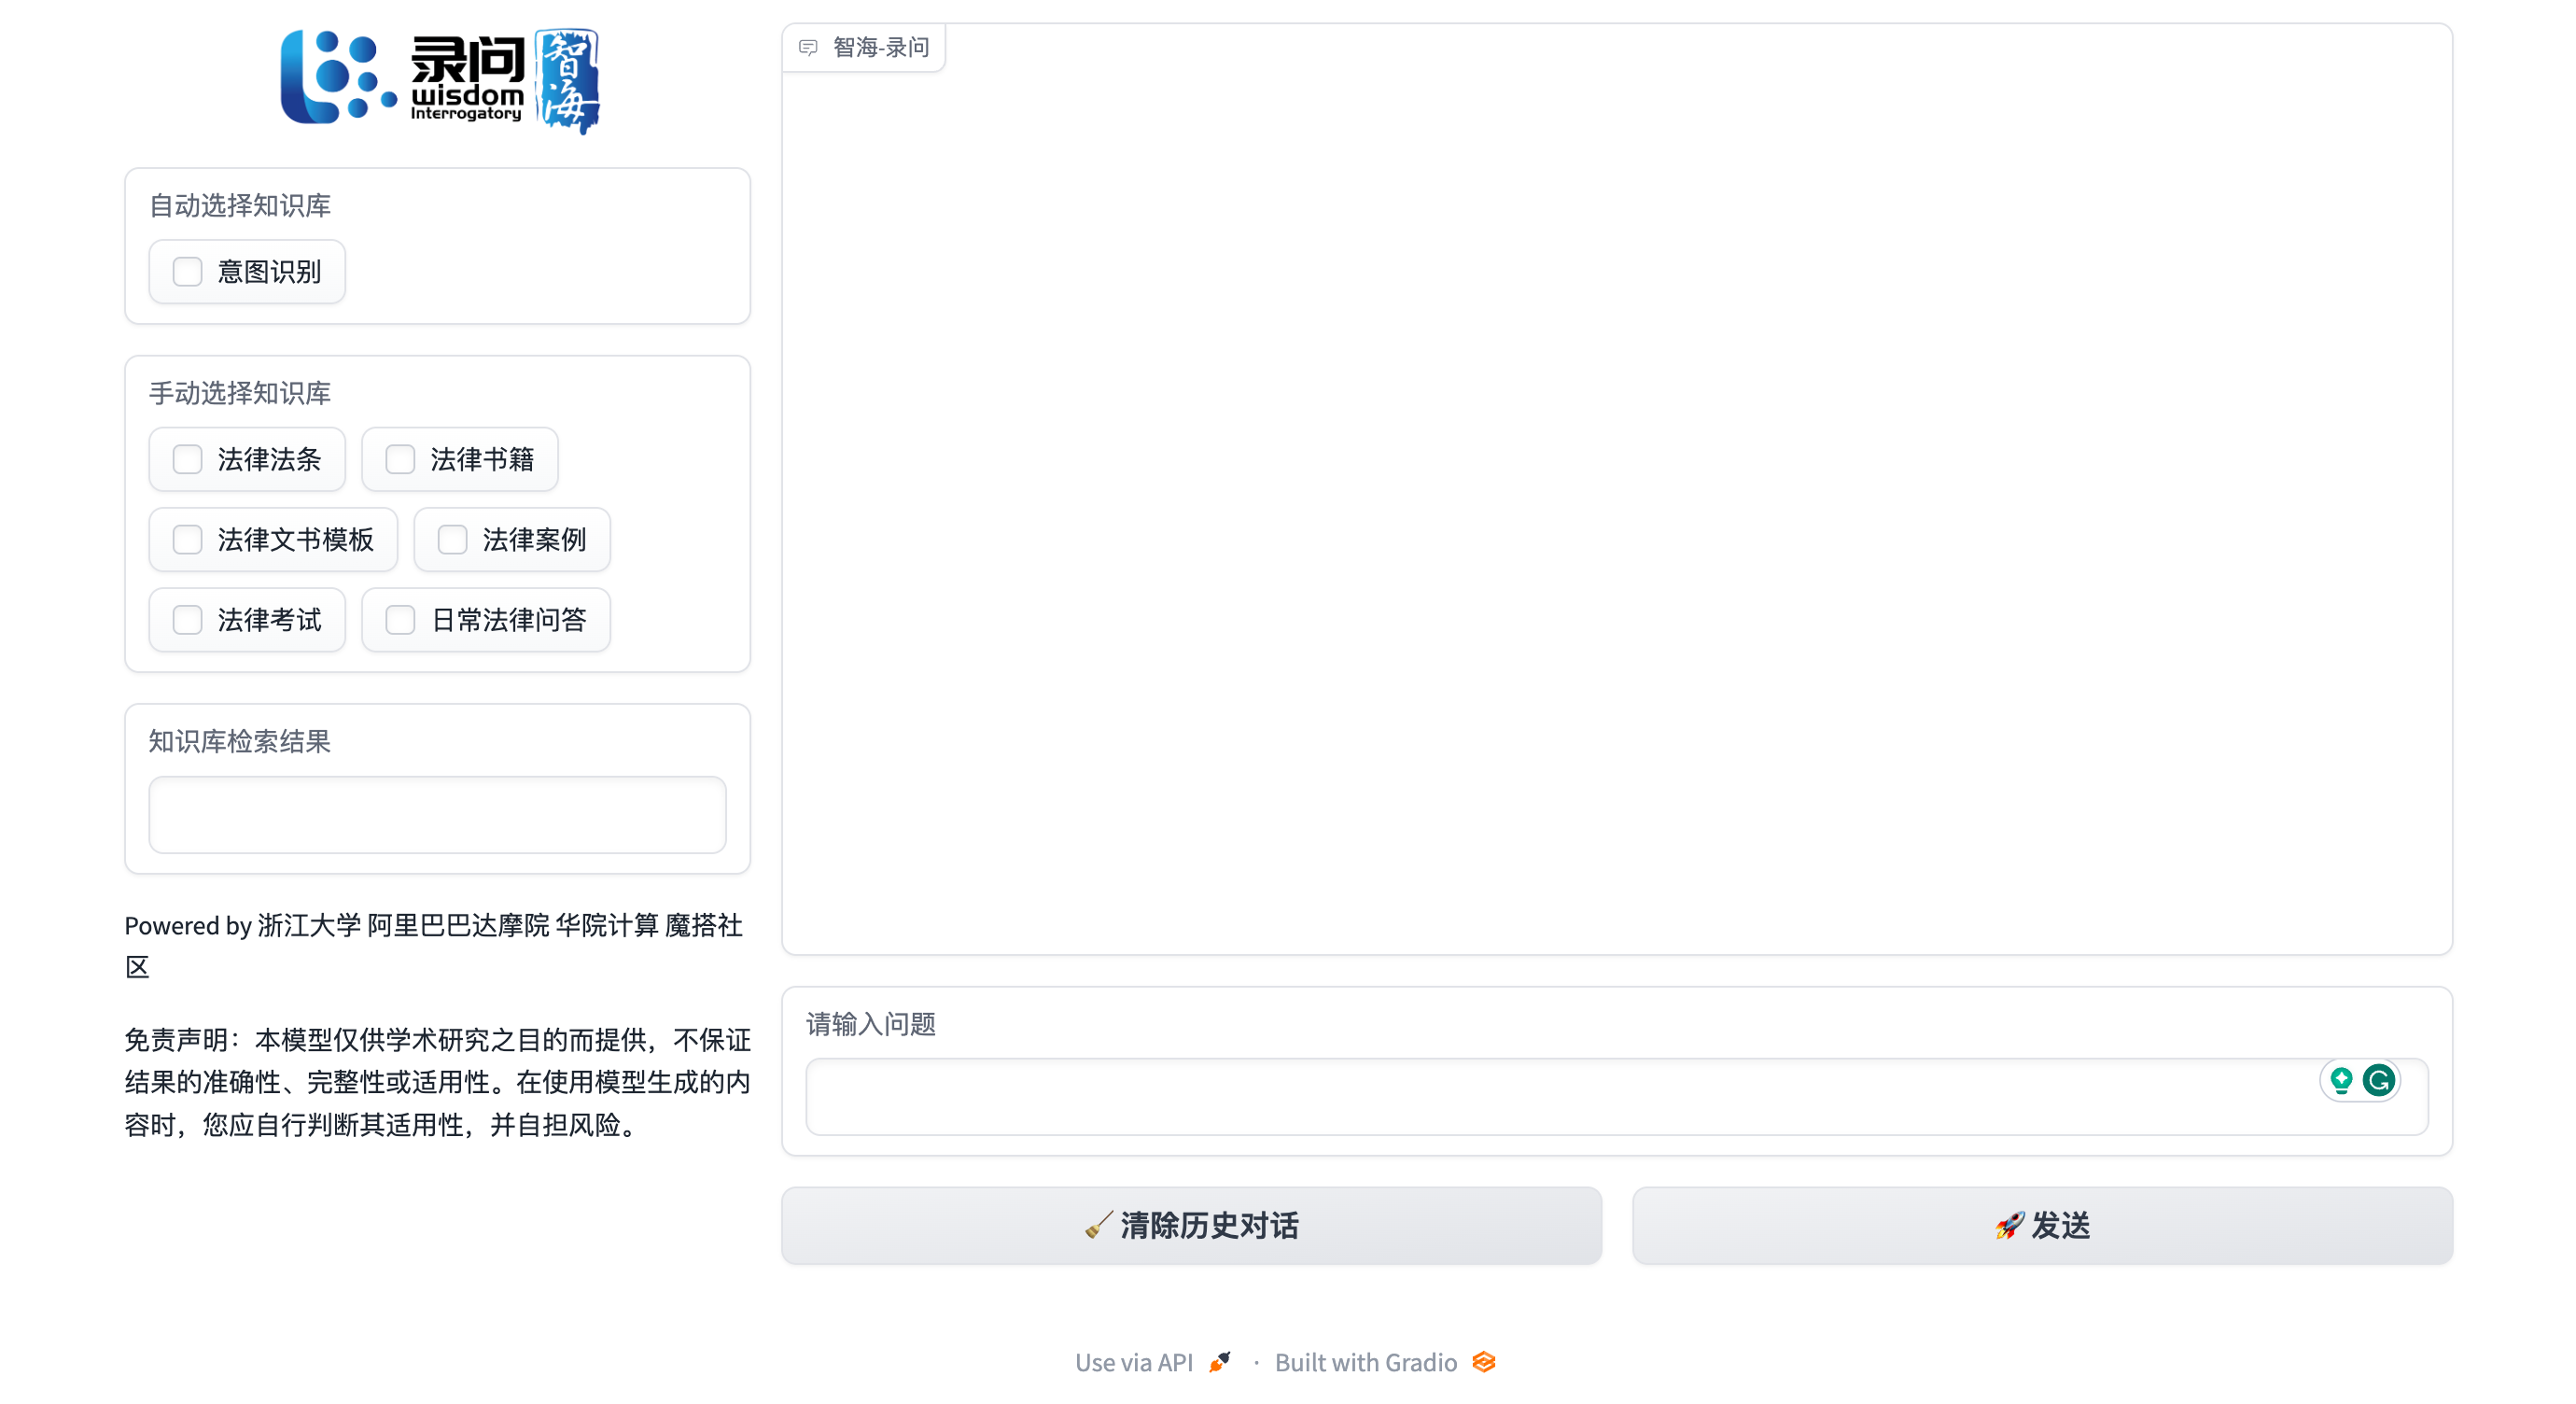 录问
wisdom
Interrogatory
智海
自动选择知识库
意图识别
手动选择知识库
法律法条
法律书籍
法律文书模板
法律案例
法律考试
日常法律问答
知识库检索结果
Powered by 浙江大学 阿里巴巴达摩院 华院计算 魔搭社
区
免责声明：本模型仅供学术研究之目的而提供，不保证
结果的准确性、完整性或适用性。在使用模型生成的内
容时，您应自行判断其适用性，并自担风险。
智海-录问
请输入问题
🧹 清除历史对话
🚀 发送
Use via API · Built with Gradio